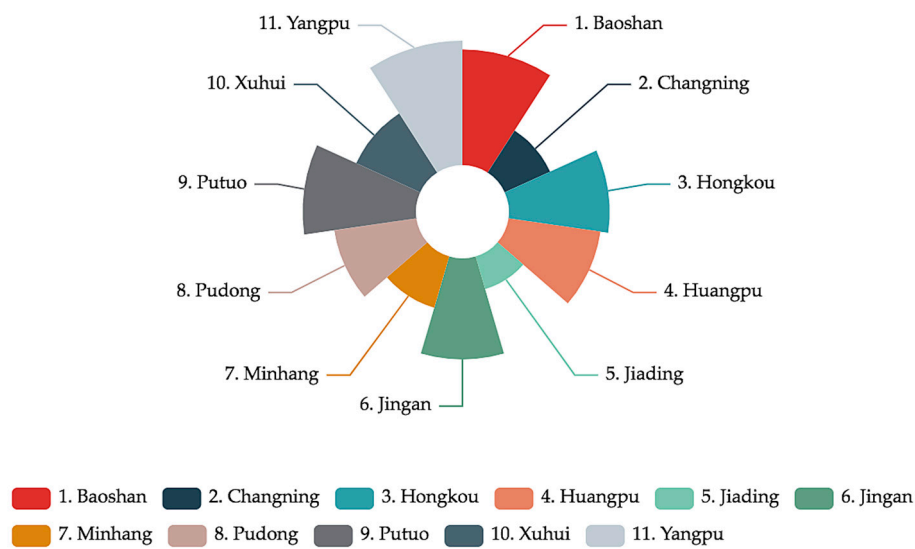 11. Yangpu
1. Baoshan
10. Xuhui
2. Changning
9. Putuo
3. Hongkou
8. Pudong
4. Huangpu
7. Minhang
5. Jiading
6. Jingan
1. Baoshan 2. Changning 3. Hongkou 4. Huangpu 5. Jiading 6. Jingan
7. Minhang 8. Pudong 9. Putuo 10. Xuhui 11. Yangpu